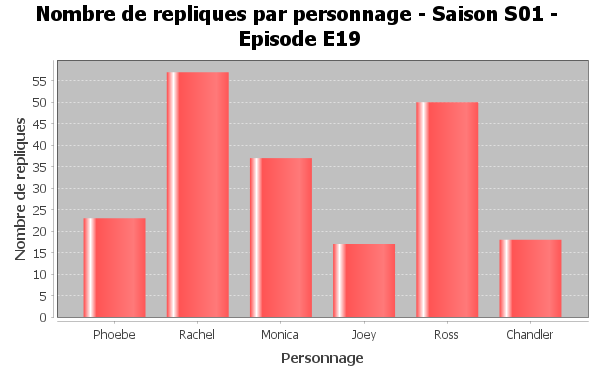 Nombre de repliques par personnage - Saison S01 -
Episode E19
Nombre de repliques
55
50
45
40
35
30
25
20
15
10
5
0
Phoebe Rachel Monica Joey Ross Chandler
Personnage